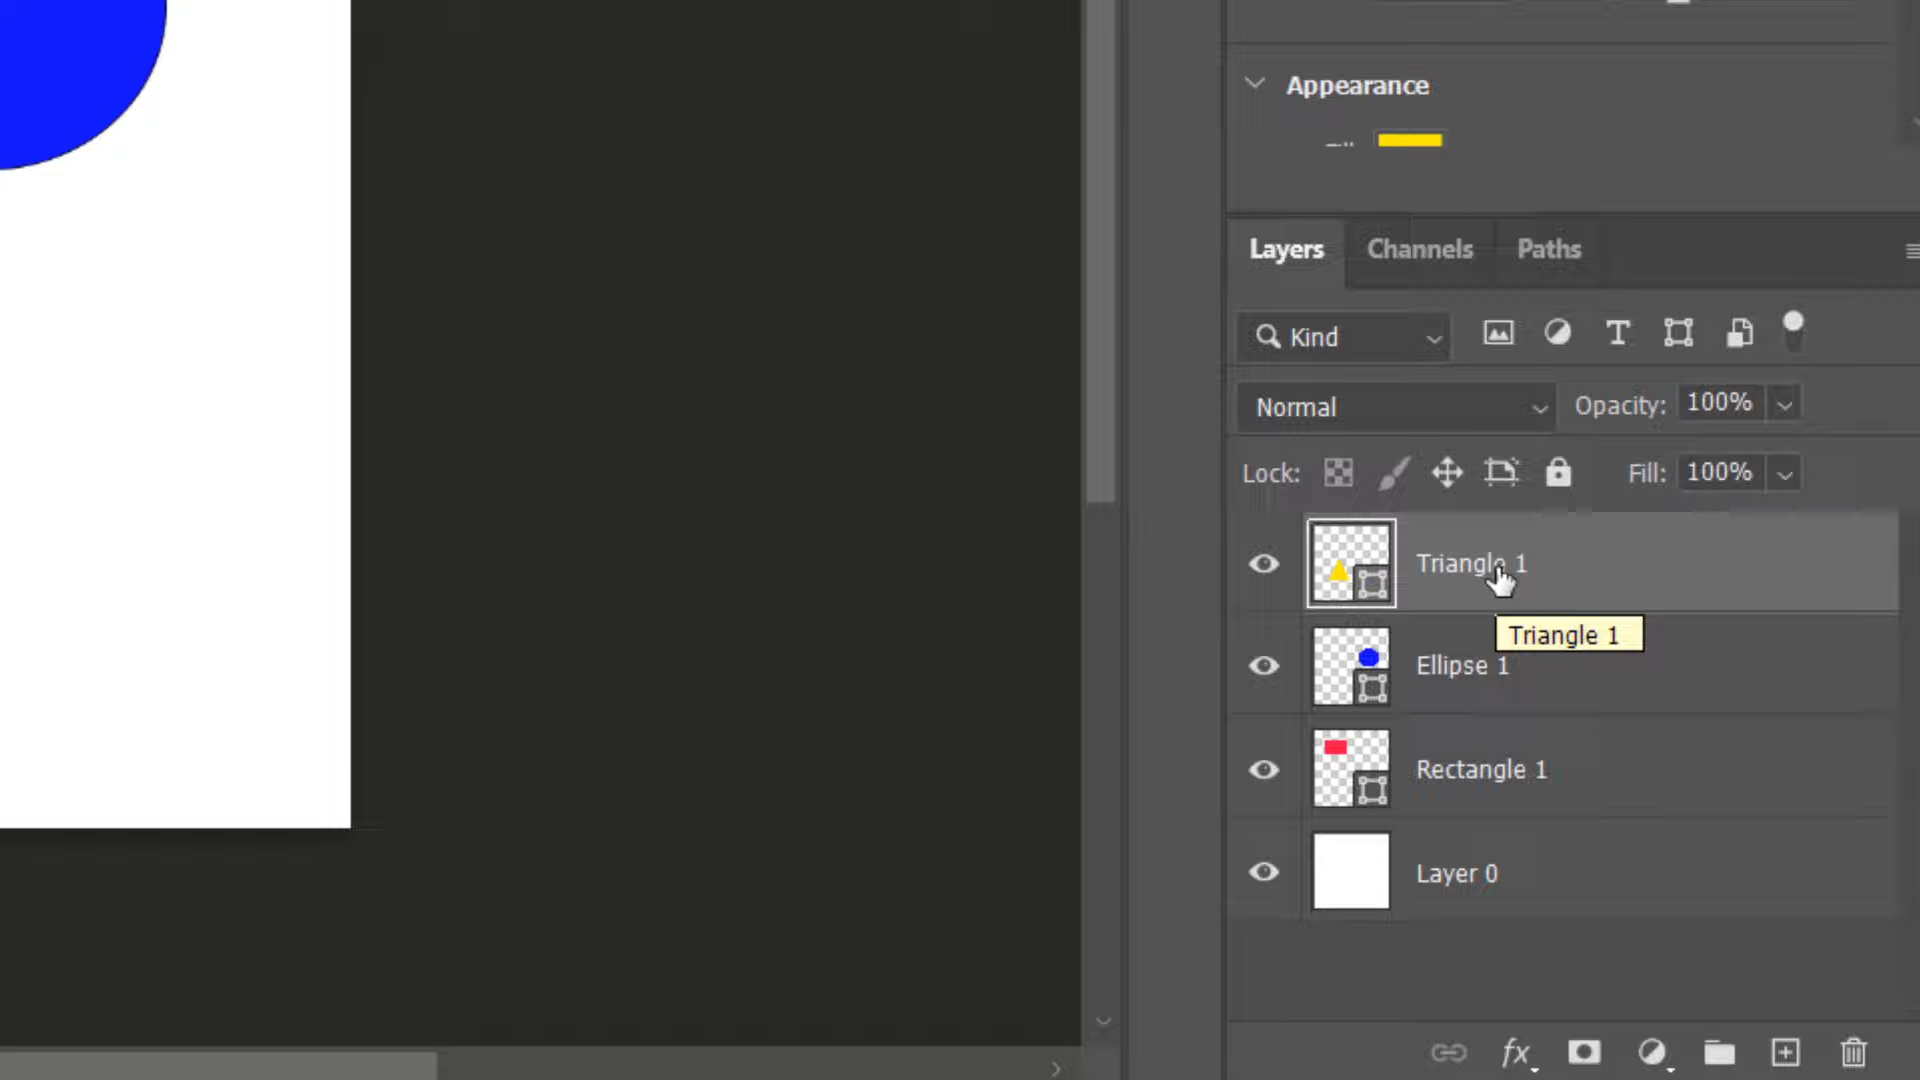 Appearance
Layers Channels Paths
Kind
Normal Opacity: 100%
Lock: Fill: 100%
Triangle 1
Triangle 1
Ellipse 1
Rectangle 1
Layer 0
fx